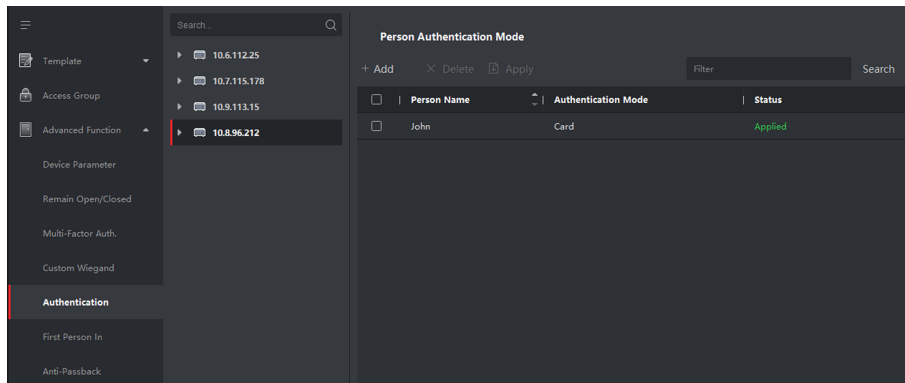 Template
Access Group
Advanced Function
Device Parameter
Remain Open/Closed
Multi-Factor Auth.
Custom Wiegand
Authentication
First Person In
Anti-Passback
Search...
10.6.112.25
10.7.115.178
10.9.113.15
10.8.96.212
Person Authentication Mode
+ Add Delete Apply Filter Search
Person Name Authentication Mode Status
John Card Applied